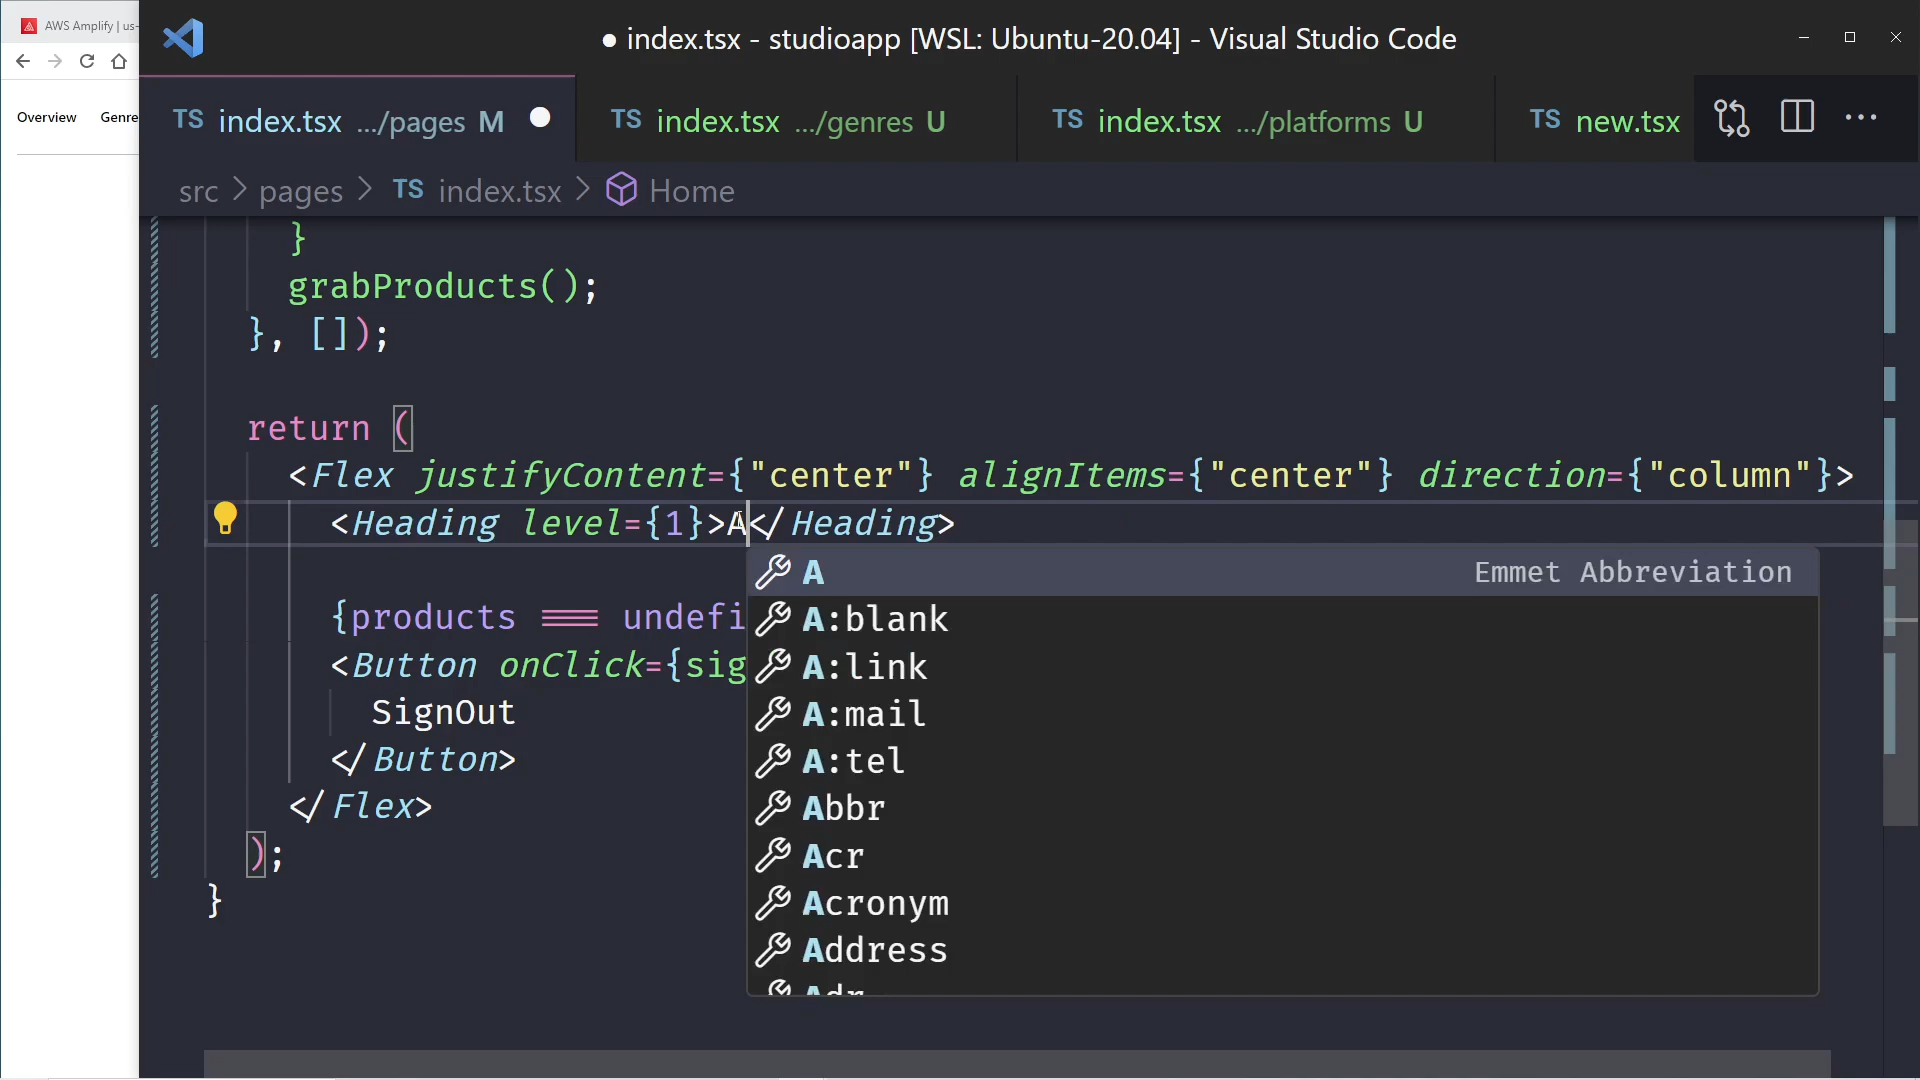 AWS Amplify | us-
● index.tsx - studioapp [WSL: Ubuntu-20.04] - Visual Studio Code
Overview Genre
TS index.tsx .../pages M
TS index.tsx .../genres U
TS index.tsx .../platforms U
TS new.tsx
src > pages > TS index.tsx > Home
}
grabProducts();
}, []);
return (
<Flex justifyContent={"center"} alignItems={"center"} direction={"column"}>
<Heading level={1}>A</Heading>
{products === undefi
<Button onClick={sig
SignOut
</Button>
</Flex>
);
}
A Emmet Abbreviation
A:blank
A:link
A:mail
A:tel
Abbr
Acr
Acronym
Address
Adr